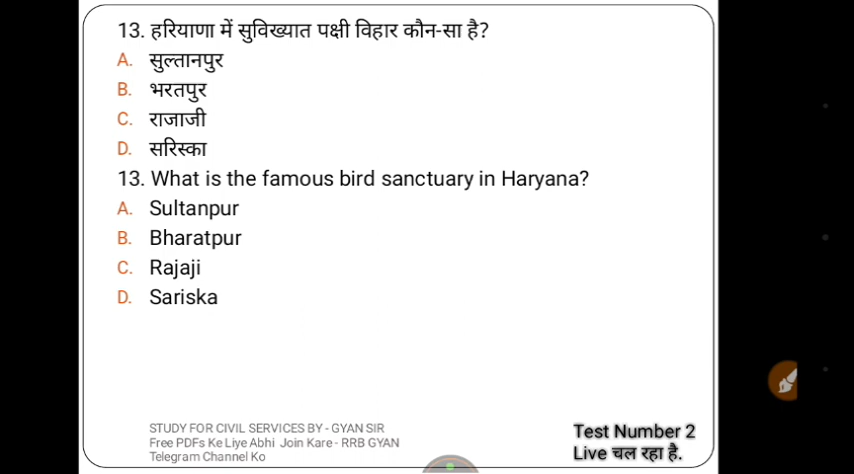 13. हरियाणा में सुविख्यात पक्षी विहार कौन-सा है?
A. सुल्तानपुर
B. भरतपुर
C. राजाजी
D. सरिस्का
13. What is the famous bird sanctuary in Haryana?
A. Sultanpur
B. Bharatpur
C. Rajaji
D. Sariska
STUDY FOR CIVIL SERVICES BY - GYAN SIR
Free PDFs Ke Liye Abhi Join Kare - RRB GYAN
Telegram Channel Ko
Test Number 2
Live चल रहा है.